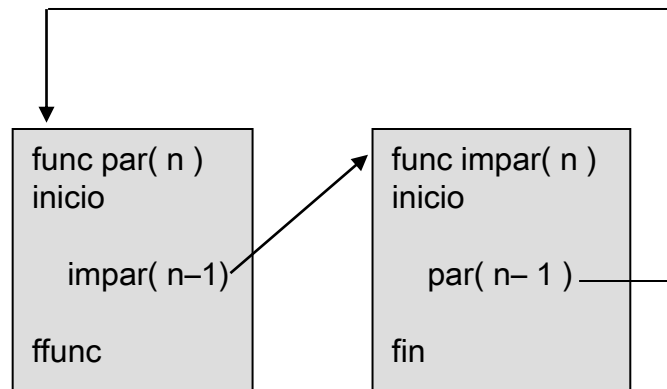 func par( n )
inicio
impar( n–1)
ffunc
func impar( n )
inicio
par( n– 1 )
fin